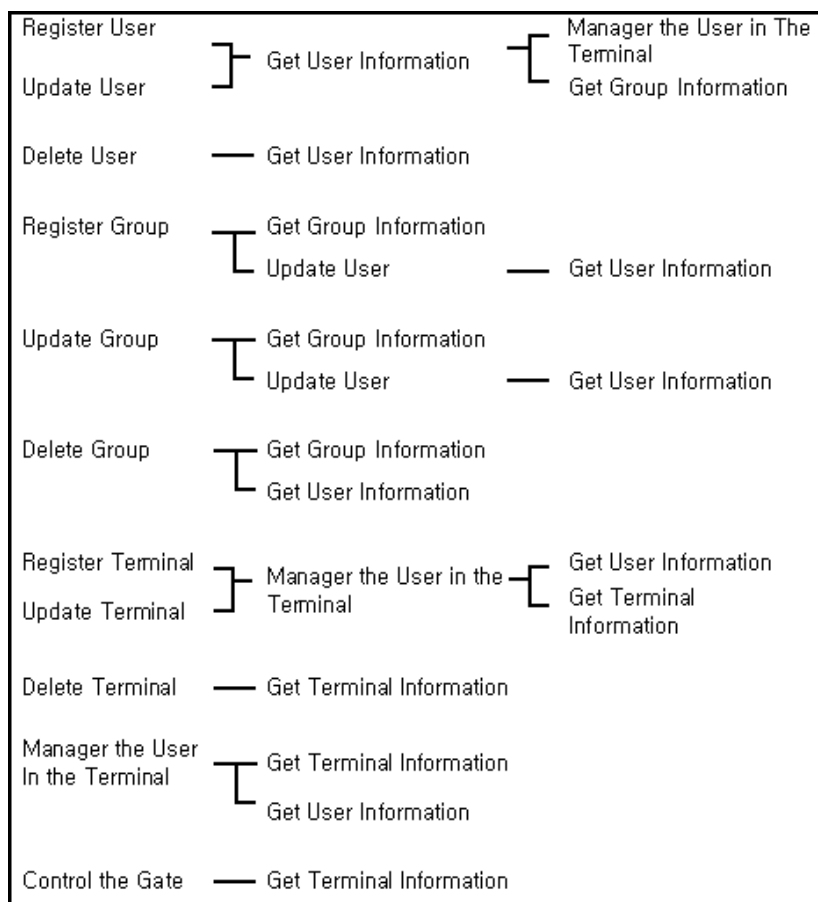 Register User
Manager the User in The
Terminal
Get User Information
Update User
Get Group Information
Delete User
Get User Information
Register Group
Get Group Information
Update User
Get User Information
Update Group
Get Group Information
Update User
Get User Information
Delete Group
Get Group Information
Get User Information
Register Terminal
Get User Information
Manager the User in the
Terminal
Update Terminal
Get Terminal
Information
Delete Terminal
Get Terminal Information
Manager the User
In the Terminal
Get Terminal Information
Get User Information
Control the Gate
Get Terminal Information